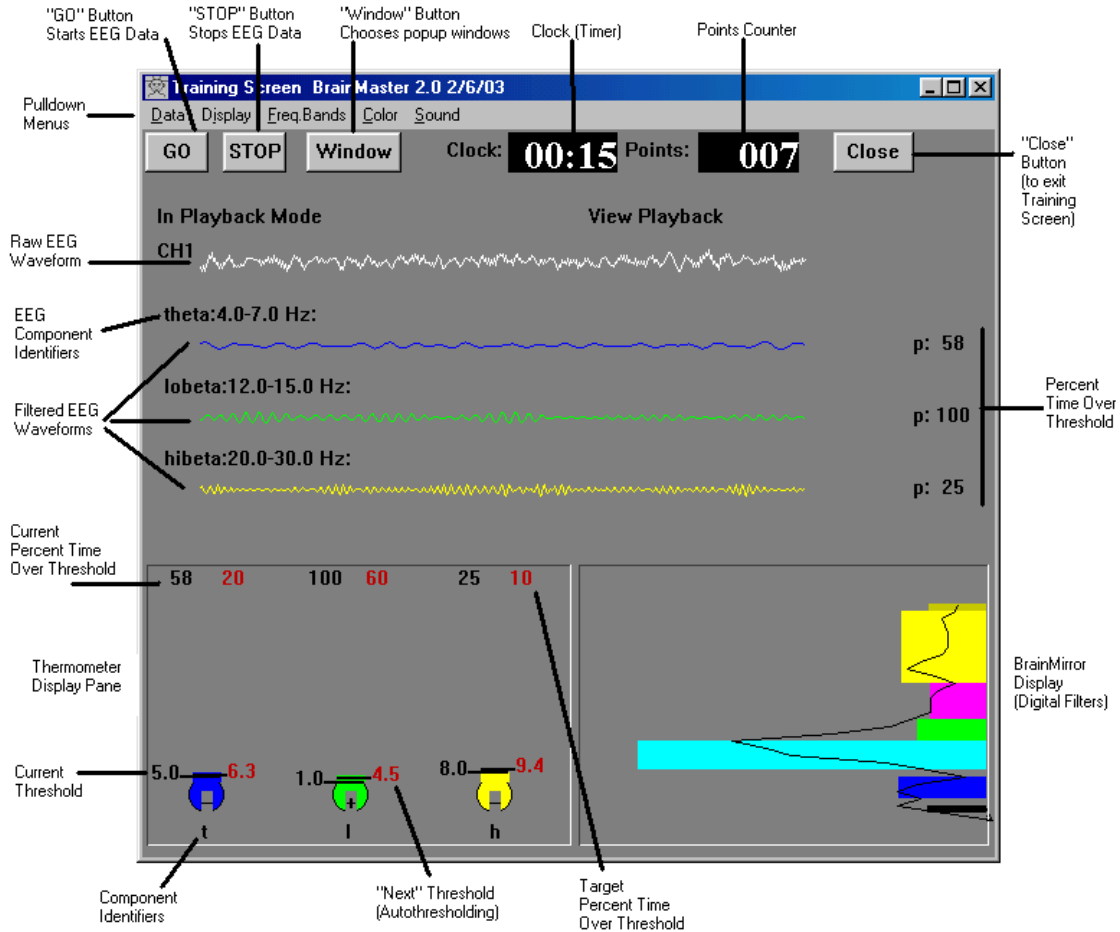 "GO" Button
Starts EEG Data
"STOP" Button
Stops EEG Data
"Window" Button
Chooses popup windows
Clock (Timer)
Points Counter
Training Screen BrainMaster 2.0 2/6/03
Pulldown
Menus
Data Display Freq.Bands Color Sound
GO STOP Window Clock: 00:15 Points: 007 Close
"Close"
Button
(to exit
Training
Screen)
In Playback Mode View Playback
Raw EEG
Waveform
CH1
EEG
Component
Identifiers
theta:4.0-7.0 Hz:
p: 58
lobeta:12.0-15.0 Hz:
Filtered EEG
Waveforms
p: 100
Percent
Time Over
Threshold
hibeta:20.0-30.0 Hz:
p: 25
Current
Percent Time
Over Threshold
58 20 100 60 25 10
Thermometer
Display Pane
BrainMirror
Display
(Digital Filters)
Current
Threshold
5.0 6.3 1.0 4.5 8.0 9.4
- + -
t l h
Component
Identifiers
"Next" Threshold
(Autothresholding)
Target
Percent Time
Over Threshold